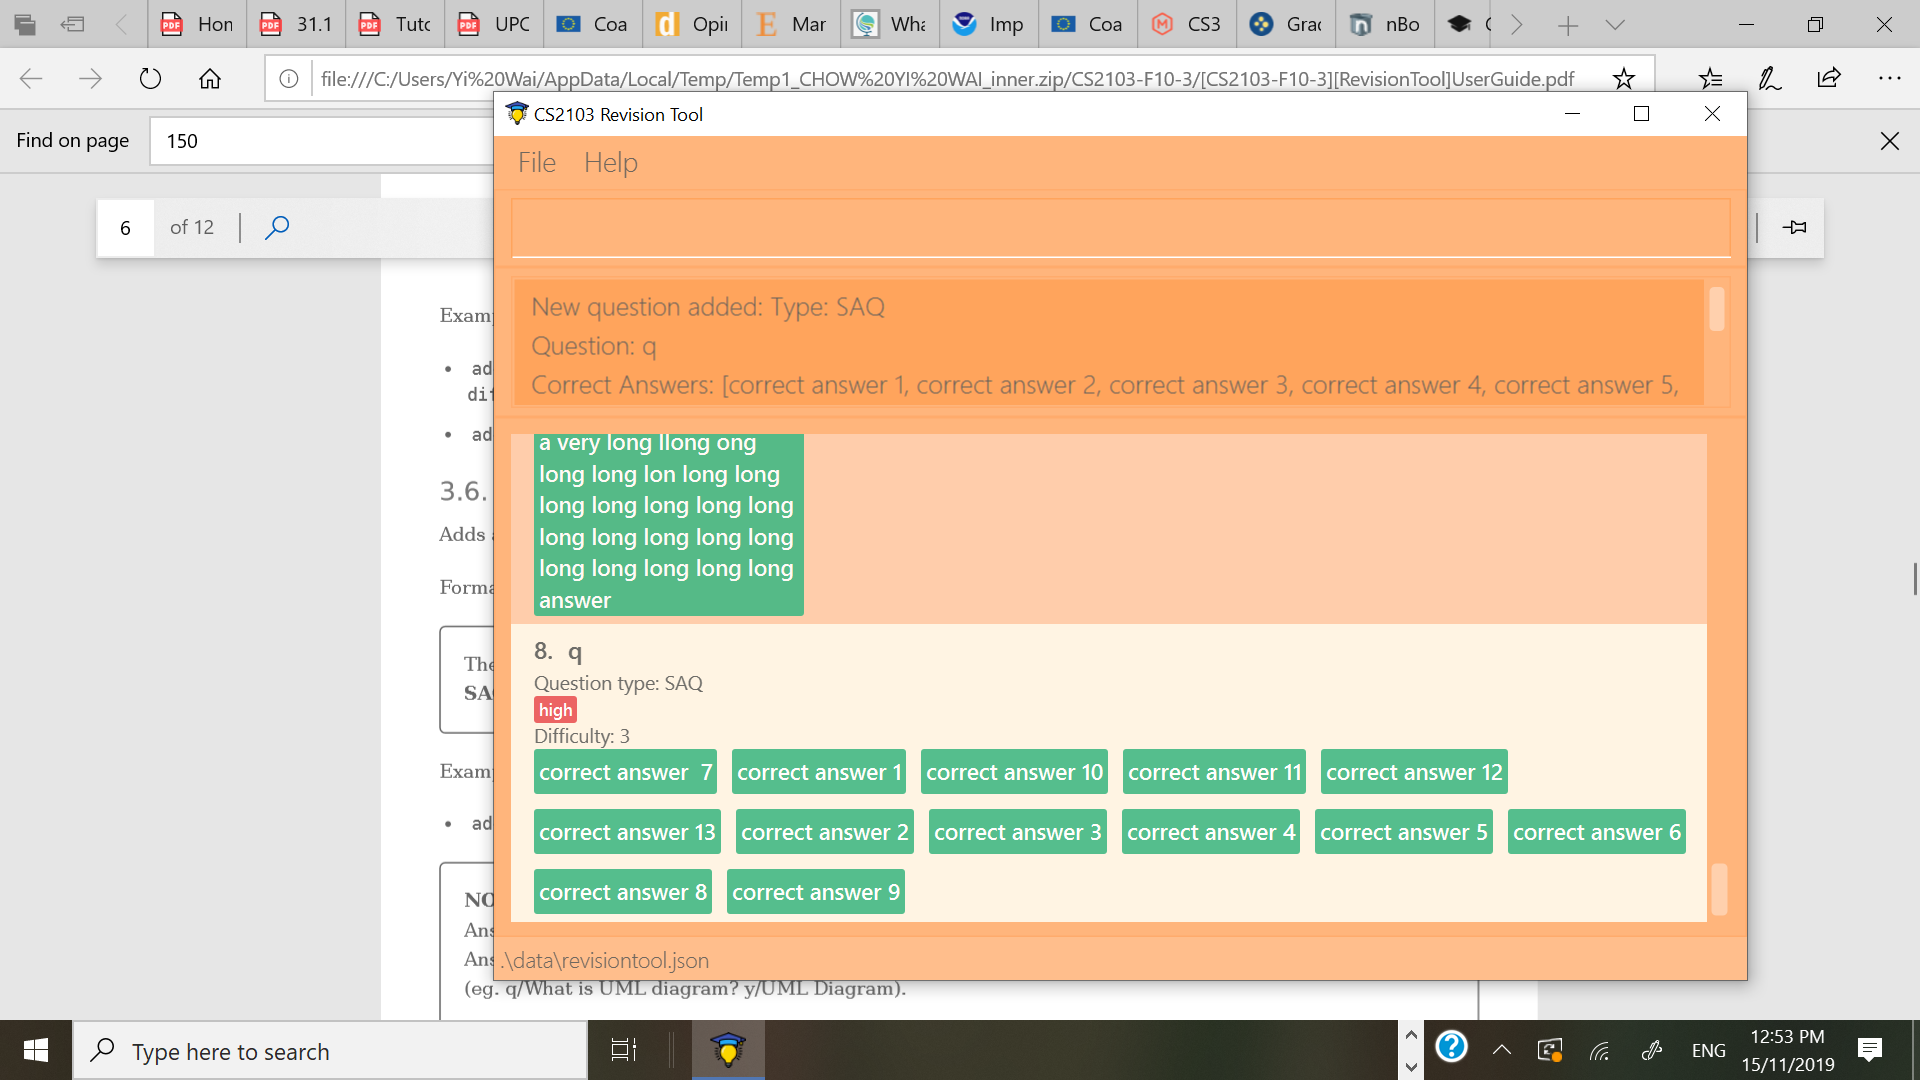 Hon
31.1
Tuto
UPC
Coa
Opin
Mar
Wha
Imp
Coa
CS3
Grac
nBo
file:///C:/Users/Yi%20Wai/AppData/Local/Temp/Temp1_CHOW%20YI%20WAI_inner.zip/CS2103-F10-3/[CS2103-F10-3][RevisionTool]UserGuide.pdf
CS2103 Revision Tool
Find on page
150
File Help
6 of 12
New question added: Type: SAQ
Question: q
Correct Answers: [correct answer 1, correct answer 2, correct answer 3, correct answer 4, correct answer 5,
Exam
ad
dif
ad
3.6.
Adds a
Forma
The
SA
Exam
ad
NO
Ans
Ans
(eg. q/What is UML diagram? y/UML Diagram).
a very long llong ong
long long lon long long
long long long long long
long long long long long
long long long long long
answer
8. q
Question type: SAQ
high
Difficulty: 3
correct answer  7 correct answer 1 correct answer 10 correct answer 11 correct answer 12
correct answer 13 correct answer 2 correct answer 3 correct answer 4 correct answer 5 correct answer 6
correct answer 8 correct answer 9
.\data\revisiontool.json
Type here to search
ENG
12:53 PM
15/11/2019